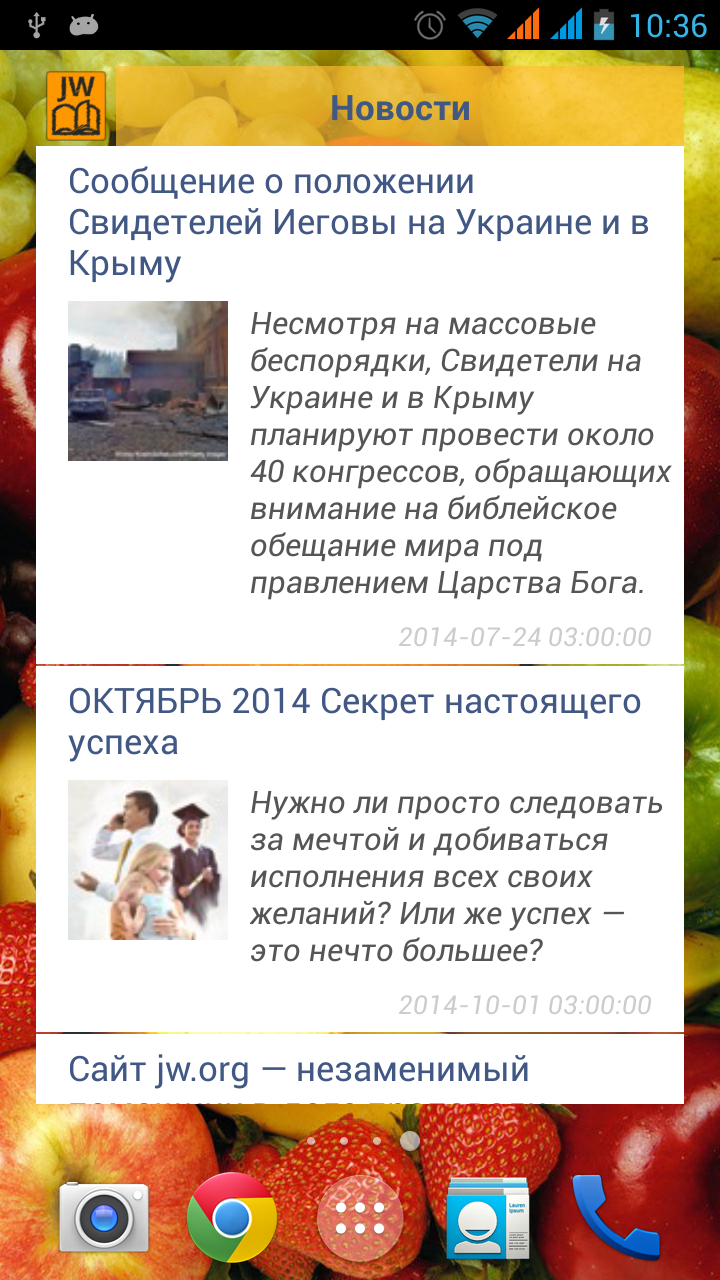 10:36
JW
Новости
Сообщение о положении
Свидетелей Иеговы на Украине и в
Крыму
Несмотря на массовые
беспорядки, Свидетели на
Украине и в Крыму
планируют провести около
40 конгрессов, обращающих
внимание на библейское
обещание мира под
правлением Царства Бога.
2014-07-24 03:00:00
ОКТЯБРЬ 2014 Секрет настоящего
успеха
Нужно ли просто следовать
за мечтой и добиваться
исполнения всех своих
желаний? Или же успех —
это нечто большее?
2014-10-01 03:00:00
Сайт jw.org — незаменимый
Lorem
Ipsum